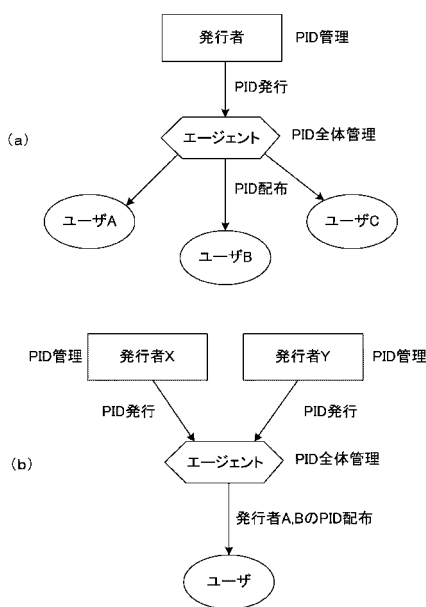 発行者
PID管理
PID発行
(a)
エージェント
PID全体管理
PID配布
ユーザA
ユーザB
ユーザC
PID管理
発行者X
発行者Y
PID管理
PID発行
PID発行
(b)
エージェント
PID全体管理
発行者A,BのPID配布
ユーザ